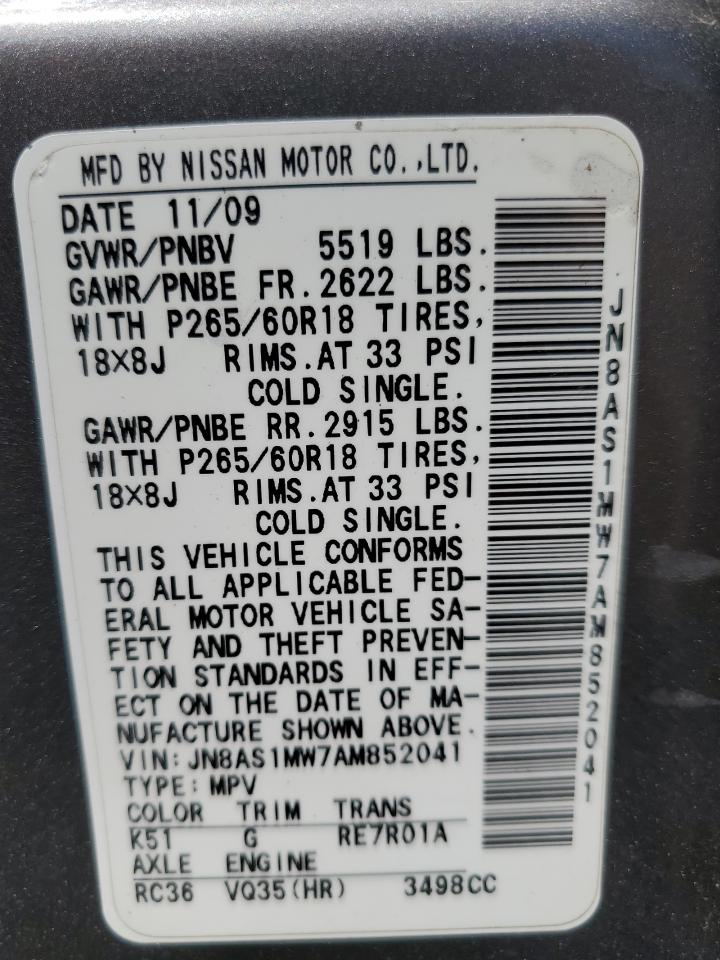 MFD BY NISSAN MOTOR CO.,LTD.
DATE 11/09
GVWR/PNBV 5519 LBS.
GAWR/PNBE FR.2622 LBS.
WITH P265/60R18 TIRES,
18X8J RIMS.AT 33 PSI
COLD SINGLE.
GAWR/PNBE RR.2915 LBS.
WITH P265/60R18 TIRES,
18X8J RIMS.AT 33 PSI
COLD SINGLE.
THIS VEHICLE CONFORMS
TO ALL APPLICABLE FED-
ERAL MOTOR VEHICLE SA-
FETY AND THEFT PREVEN-
TION STANDARDS IN EFF-
ECT ON THE DATE OF MA-
NUFACTURE SHOWN ABOVE.
VIN:JN8AS1MW7AM852041
TYPE:MPV
COLOR TRIM TRANS
K51 G RE7R01A
AXLE ENGINE
RC36 VQ35(HR) 3498CC
JN8AS1MW7AM852041